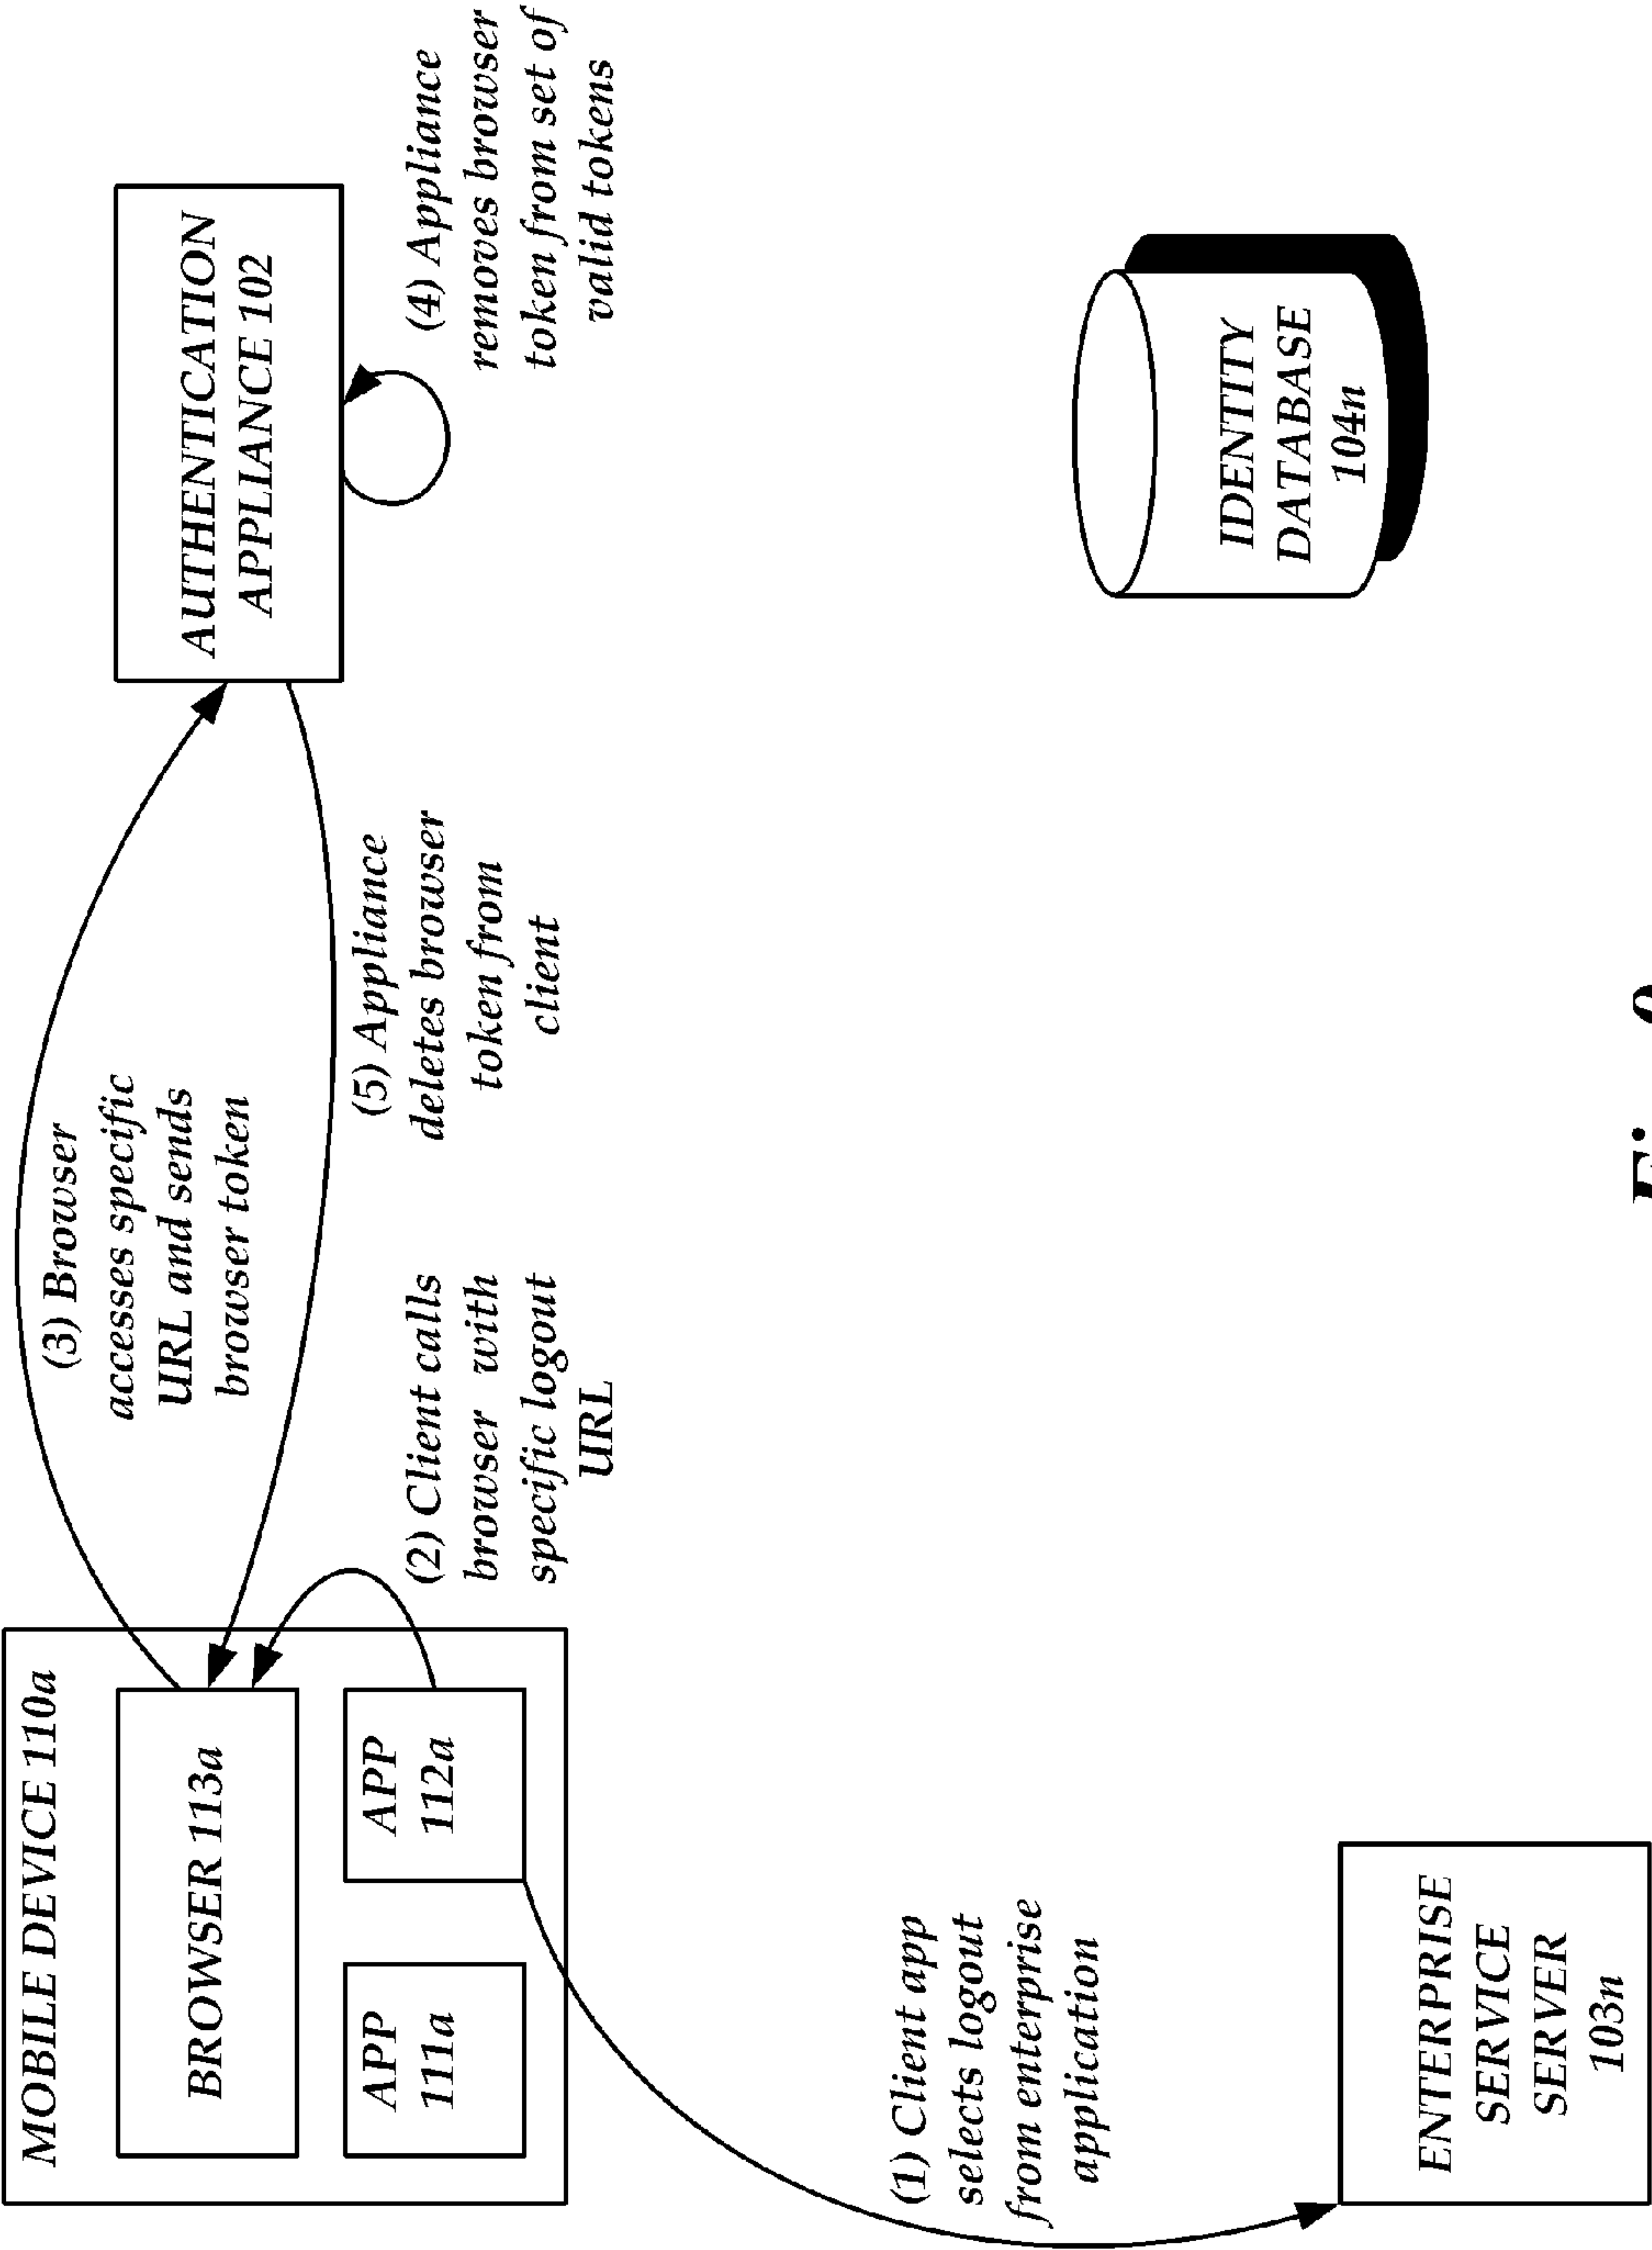 MOBILE DEVICE 110a
BROWSER 113a
APP
111a
APP
112a
(3) Browser
accesses specific
URL and sends
browser token
AUTHENTICATION
APPLIANCE 102
(5) Appliance
deletes browser
token from
client
(2) Client calls
browser with
specific logout
URL
(4) Appliance
removes browser
token from set of
valid tokens
(1) Client app
selects logout
from enterprise
application
ENTERPRISE
SERVICE
SERVER
103n
IDENTITY
DATABASE
104n